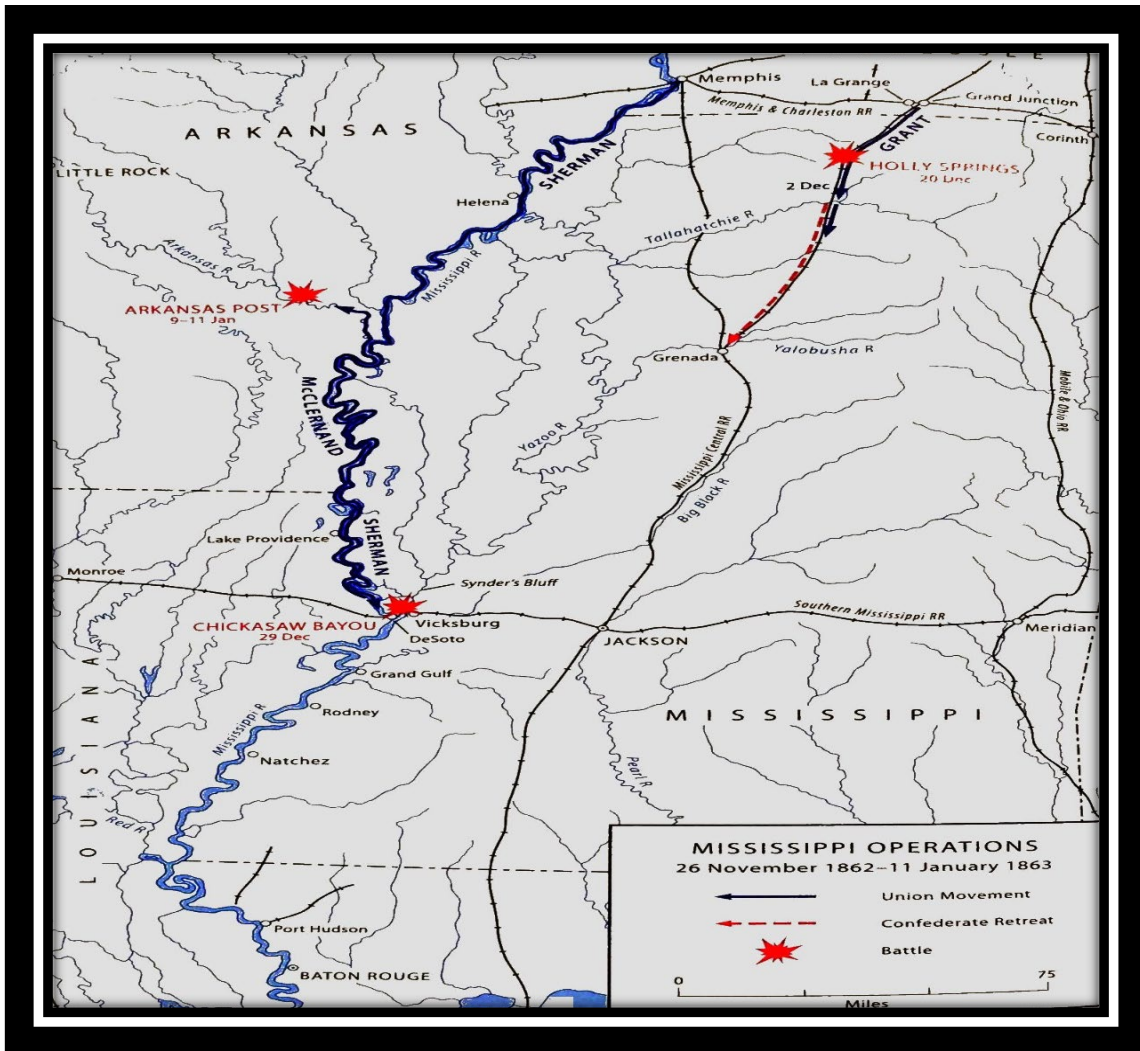 Memphis
La Grange
Grand Junction
Memphis & Charleston RR
Corinth
ARKANSAS
GRANT
SHERMAN
HOLLY SPRINGS
20 Dec
LITTLE ROCK
2 Dec
Helena
Tallahatchie R
Arkansas R
Mississippi R
ARKANSAS POST
9–11 Jan
Grenada
Yalobusha R
McCLERNAND
Mobile & Ohio RR
Yazoo R
Mississippi Central RR
Big Black R
SHERMAN
Lake Providence
Monroe
Synder's Bluff
Southern Mississippi RR
CHICKASAW BAYOU
29 Dec
Vicksburg
DeSoto
JACKSON
Meridian
Grand Gulf
LOUISIANA
Rodney
MISSISSIPPI
Mississippi R
Natchez
Pearl R
Red R
MISSISSIPPI OPERATIONS
26 November 1862–11 January 1863
Union Movement
Confederate Retreat
Battle
Port Hudson
BATON ROUGE
0 75
Miles